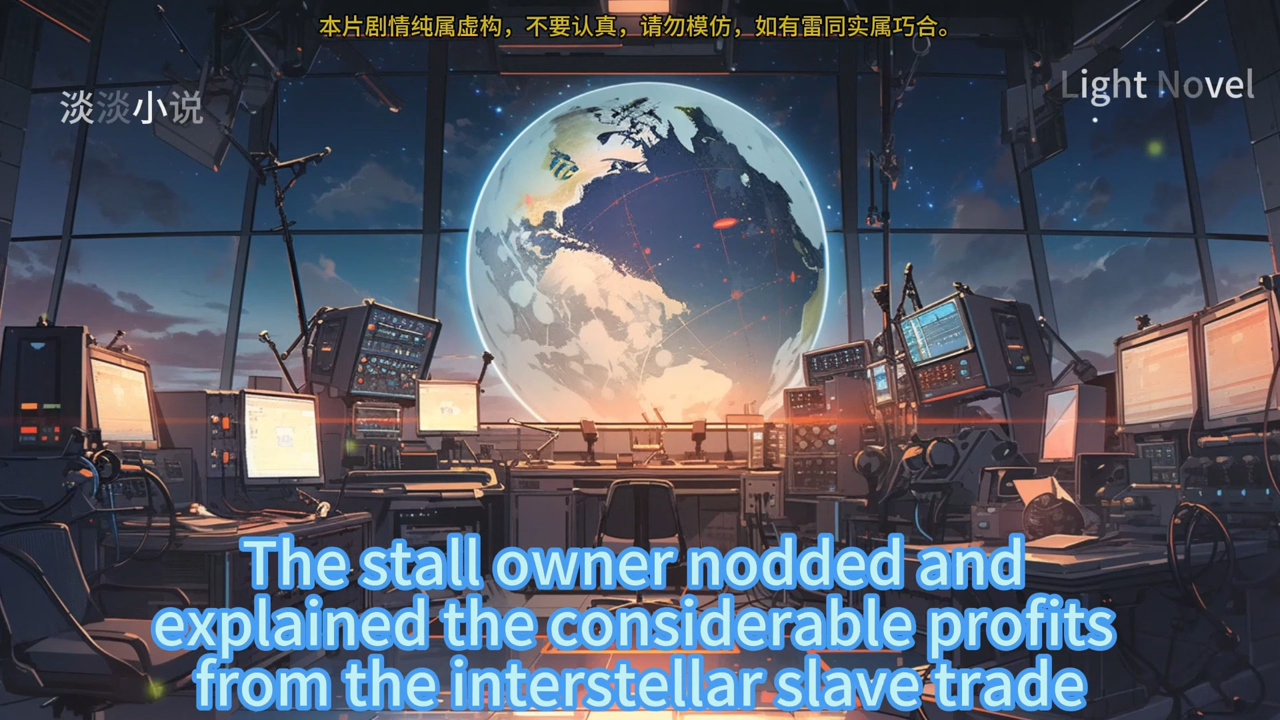 本片剧情纯属虚构，不要认真，请勿模仿，如有雷同实属巧合。
淡淡小说
Light Novel
The stall owner nodded and
explained the considerable profits
from the interstellar slave trade